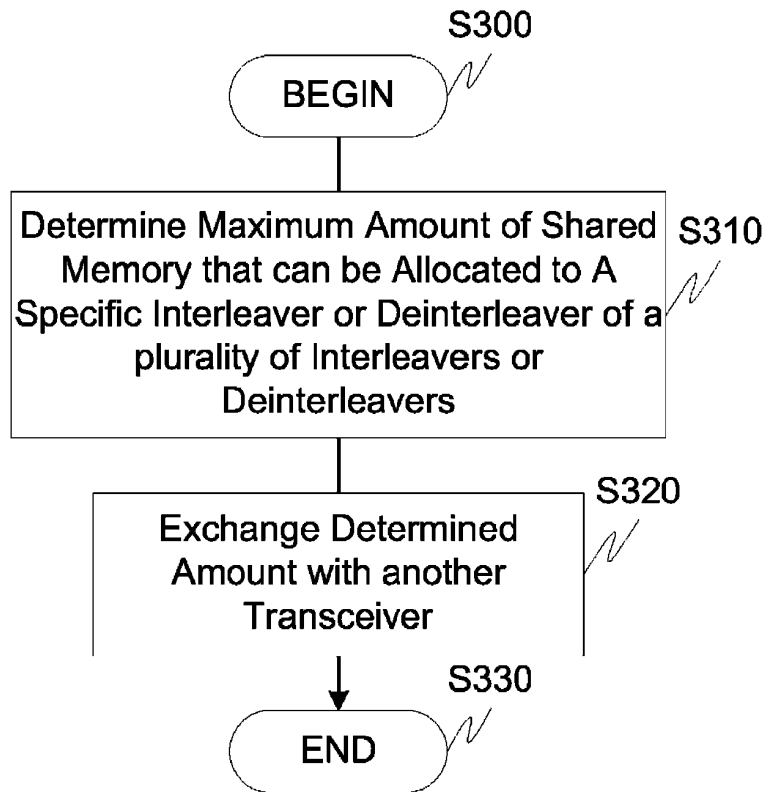 S300
BEGIN
Determine Maximum Amount of Shared
Memory that can be Allocated to A
Specific Interleaver or Deinterleaver of a
plurality of Interleavers or
Deinterleavers
S310
Exchange Determined
Amount with another
Transceiver
S320
S330
END